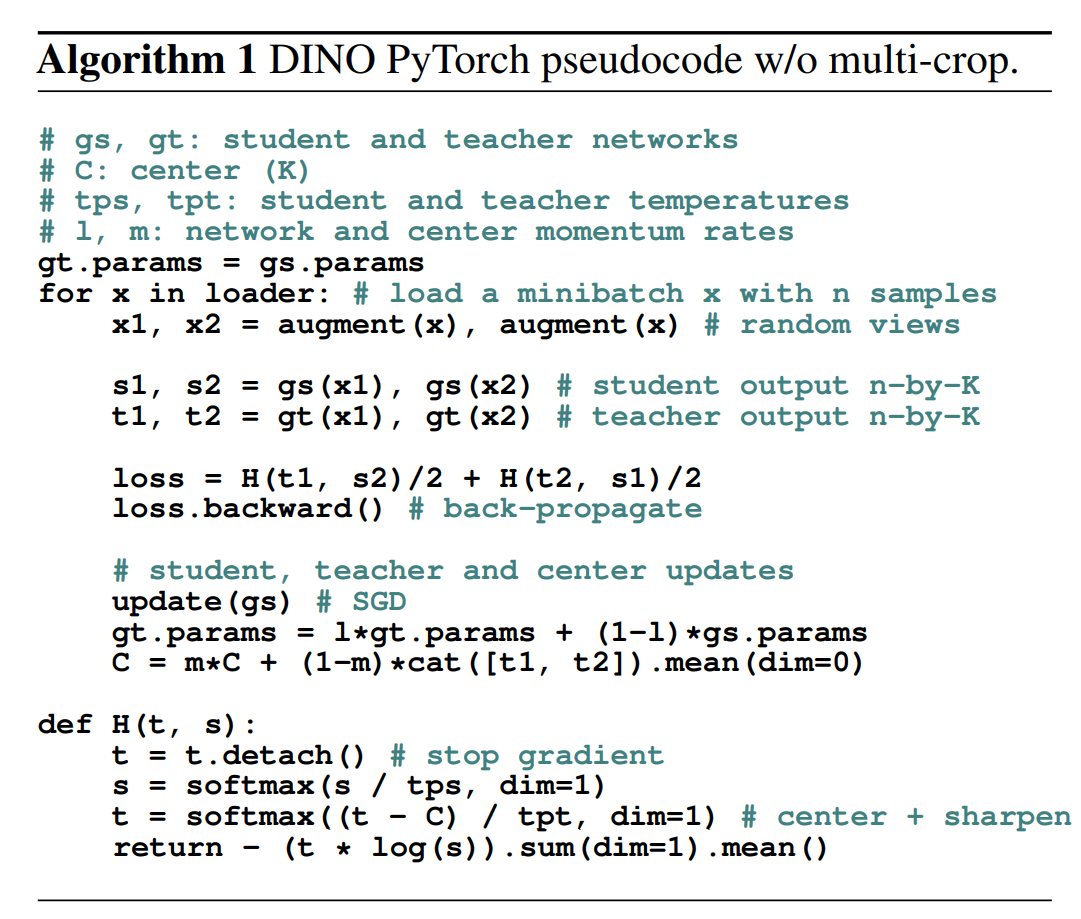 Algorithm 1 DINO PyTorch pseudocode w/o multi-crop.
# gs, gt: student and teacher networks
# C: center (K)
# tps, tpt: student and teacher temperatures
# l, m: network and center momentum rates
gt.params = gs.params
for x in loader: # load a minibatch x with n samples
    x1, x2 = augment(x), augment(x) # random views

    s1, s2 = gs(x1), gs(x2) # student output n-by-K
    t1, t2 = gt(x1), gt(x2) # teacher output n-by-K

    loss = H(t1, s2)/2 + H(t2, s1)/2
    loss.backward() # back-propagate

    # student, teacher and center updates
    update(gs) # SGD
    gt.params = l*gt.params + (1-l)*gs.params
    C = m*C + (1-m)*cat([t1, t2]).mean(dim=0)

def H(t, s):
    t = t.detach() # stop gradient
    s = softmax(s / tps, dim=1)
    t = softmax((t - C) / tpt, dim=1) # center + sharpen
    return - (t * log(s)).sum(dim=1).mean()